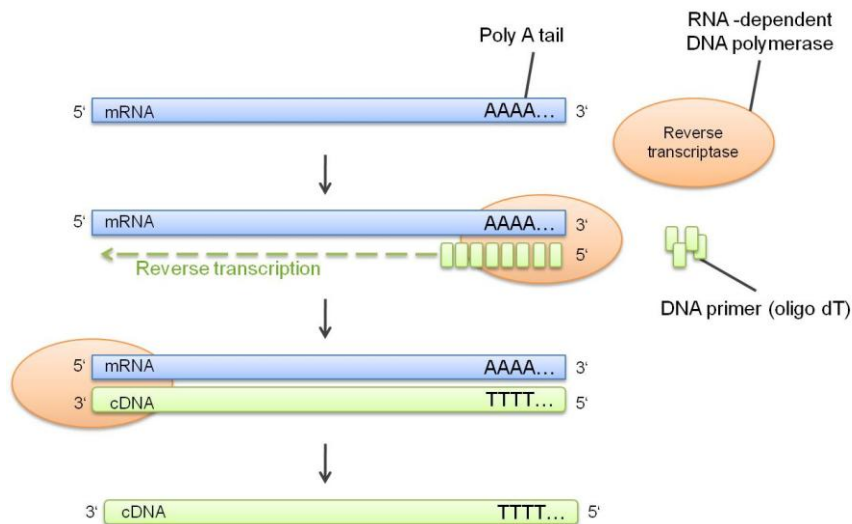 Poly A tail
RNA -dependent
DNA polymerase
5‘ mRNA AAAA... 3‘
Reverse
transcriptase
5‘ mRNA AAAA... 3‘
Reverse transcription 5‘
DNA primer (oligo dT)
5‘ mRNA AAAA... 3‘
3‘ cDNA TTTT... 5‘
3‘ cDNA TTTT... 5‘